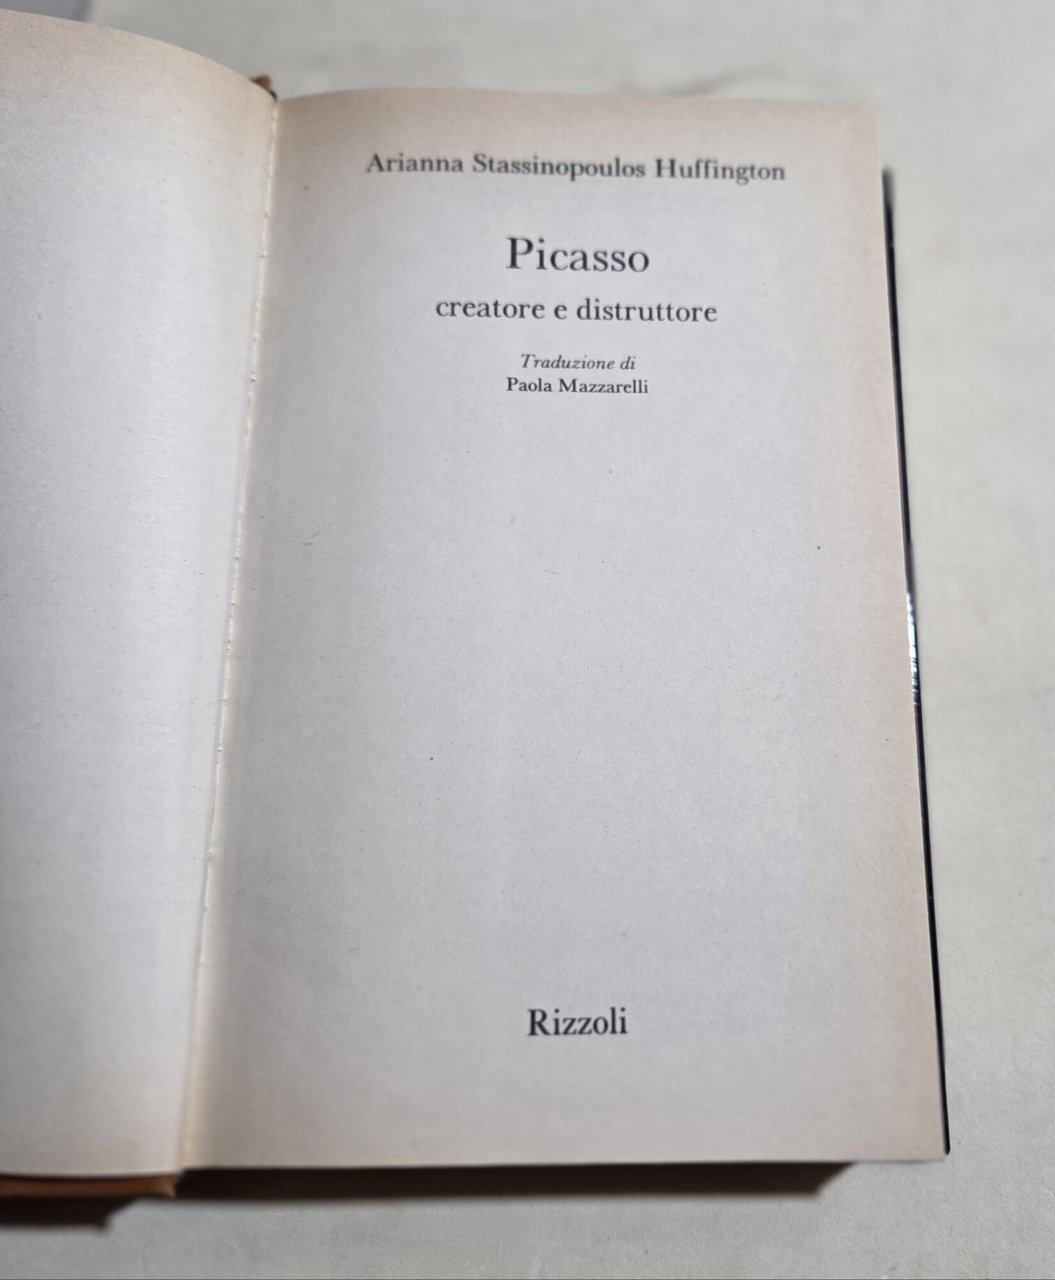 Arianna Stassinopoulos Huffington
Picasso
creatore e distruttore
Traduzione di
Paola Mazzarelli
Rizzoli